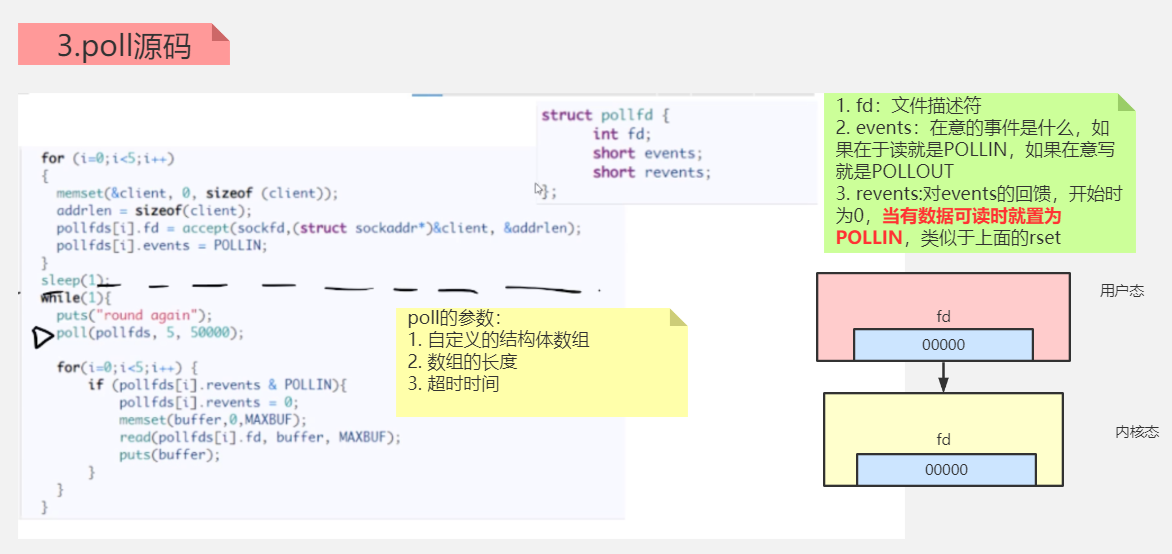 3.poll源码
struct pollfd {
int fd;
short events;
short revents;
};
1. fd：文件描述符
2. events：在意的事件是什么，如
果在于读就是POLLIN，如果在意写
就是POLLOUT
3. revents:对events的回馈，开始时
为0，当有数据可读时就置为
POLLIN，类似于上面的rset
for (i=0;i<5;i++)
{
memset(&client, 0, sizeof (client));
addrlen = sizeof(client);
pollfds[i].fd = accept(sockfd,(struct sockaddr*)&client, &addrlen);
pollfds[i].events = POLLIN;
}
sleep(1);
while(1){
puts("round again");
poll(pollfds, 5, 50000);
for(i=0;i<5;i++) {
if (pollfds[i].revents & POLLIN){
pollfds[i].revents = 0;
memset(buffer,0,MAXBUF);
read(pollfds[i].fd, buffer, MAXBUF);
puts(buffer);
}
}
}
poll的参数：
1. 自定义的结构体数组
2. 数组的长度
3. 超时时间
用户态
fd
00000
内核态
fd
00000